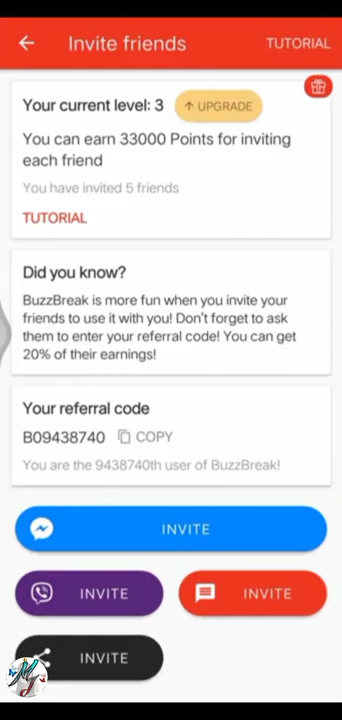 Invite friends
TUTORIAL
Your current level: 3
UPGRADE
You can earn 33000 Points for inviting
each friend
You have invited 5 friends
TUTORIAL
Did you know?
BuzzBreak is more fun when you invite your
friends to use it with you! Don't forget to ask
them to enter your referral code! You can get
20% of their earnings!
Your referral code
B09438740 COPY
You are the 9438740th user of BuzzBreak!
INVITE
INVITE
INVITE
INVITE